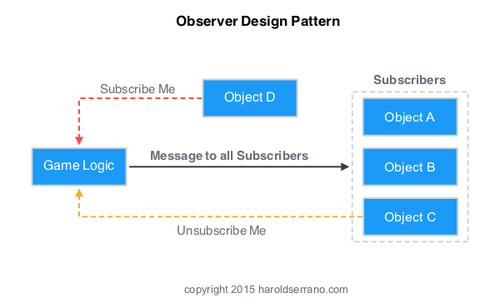 Observer Design Pattern
Subscribers
Subscribe Me
Object D
Object A
Game Logic
Message to all Subscribers
Object B
Object C
Unsubscribe Me
copyright 2015 haroldserrano.com